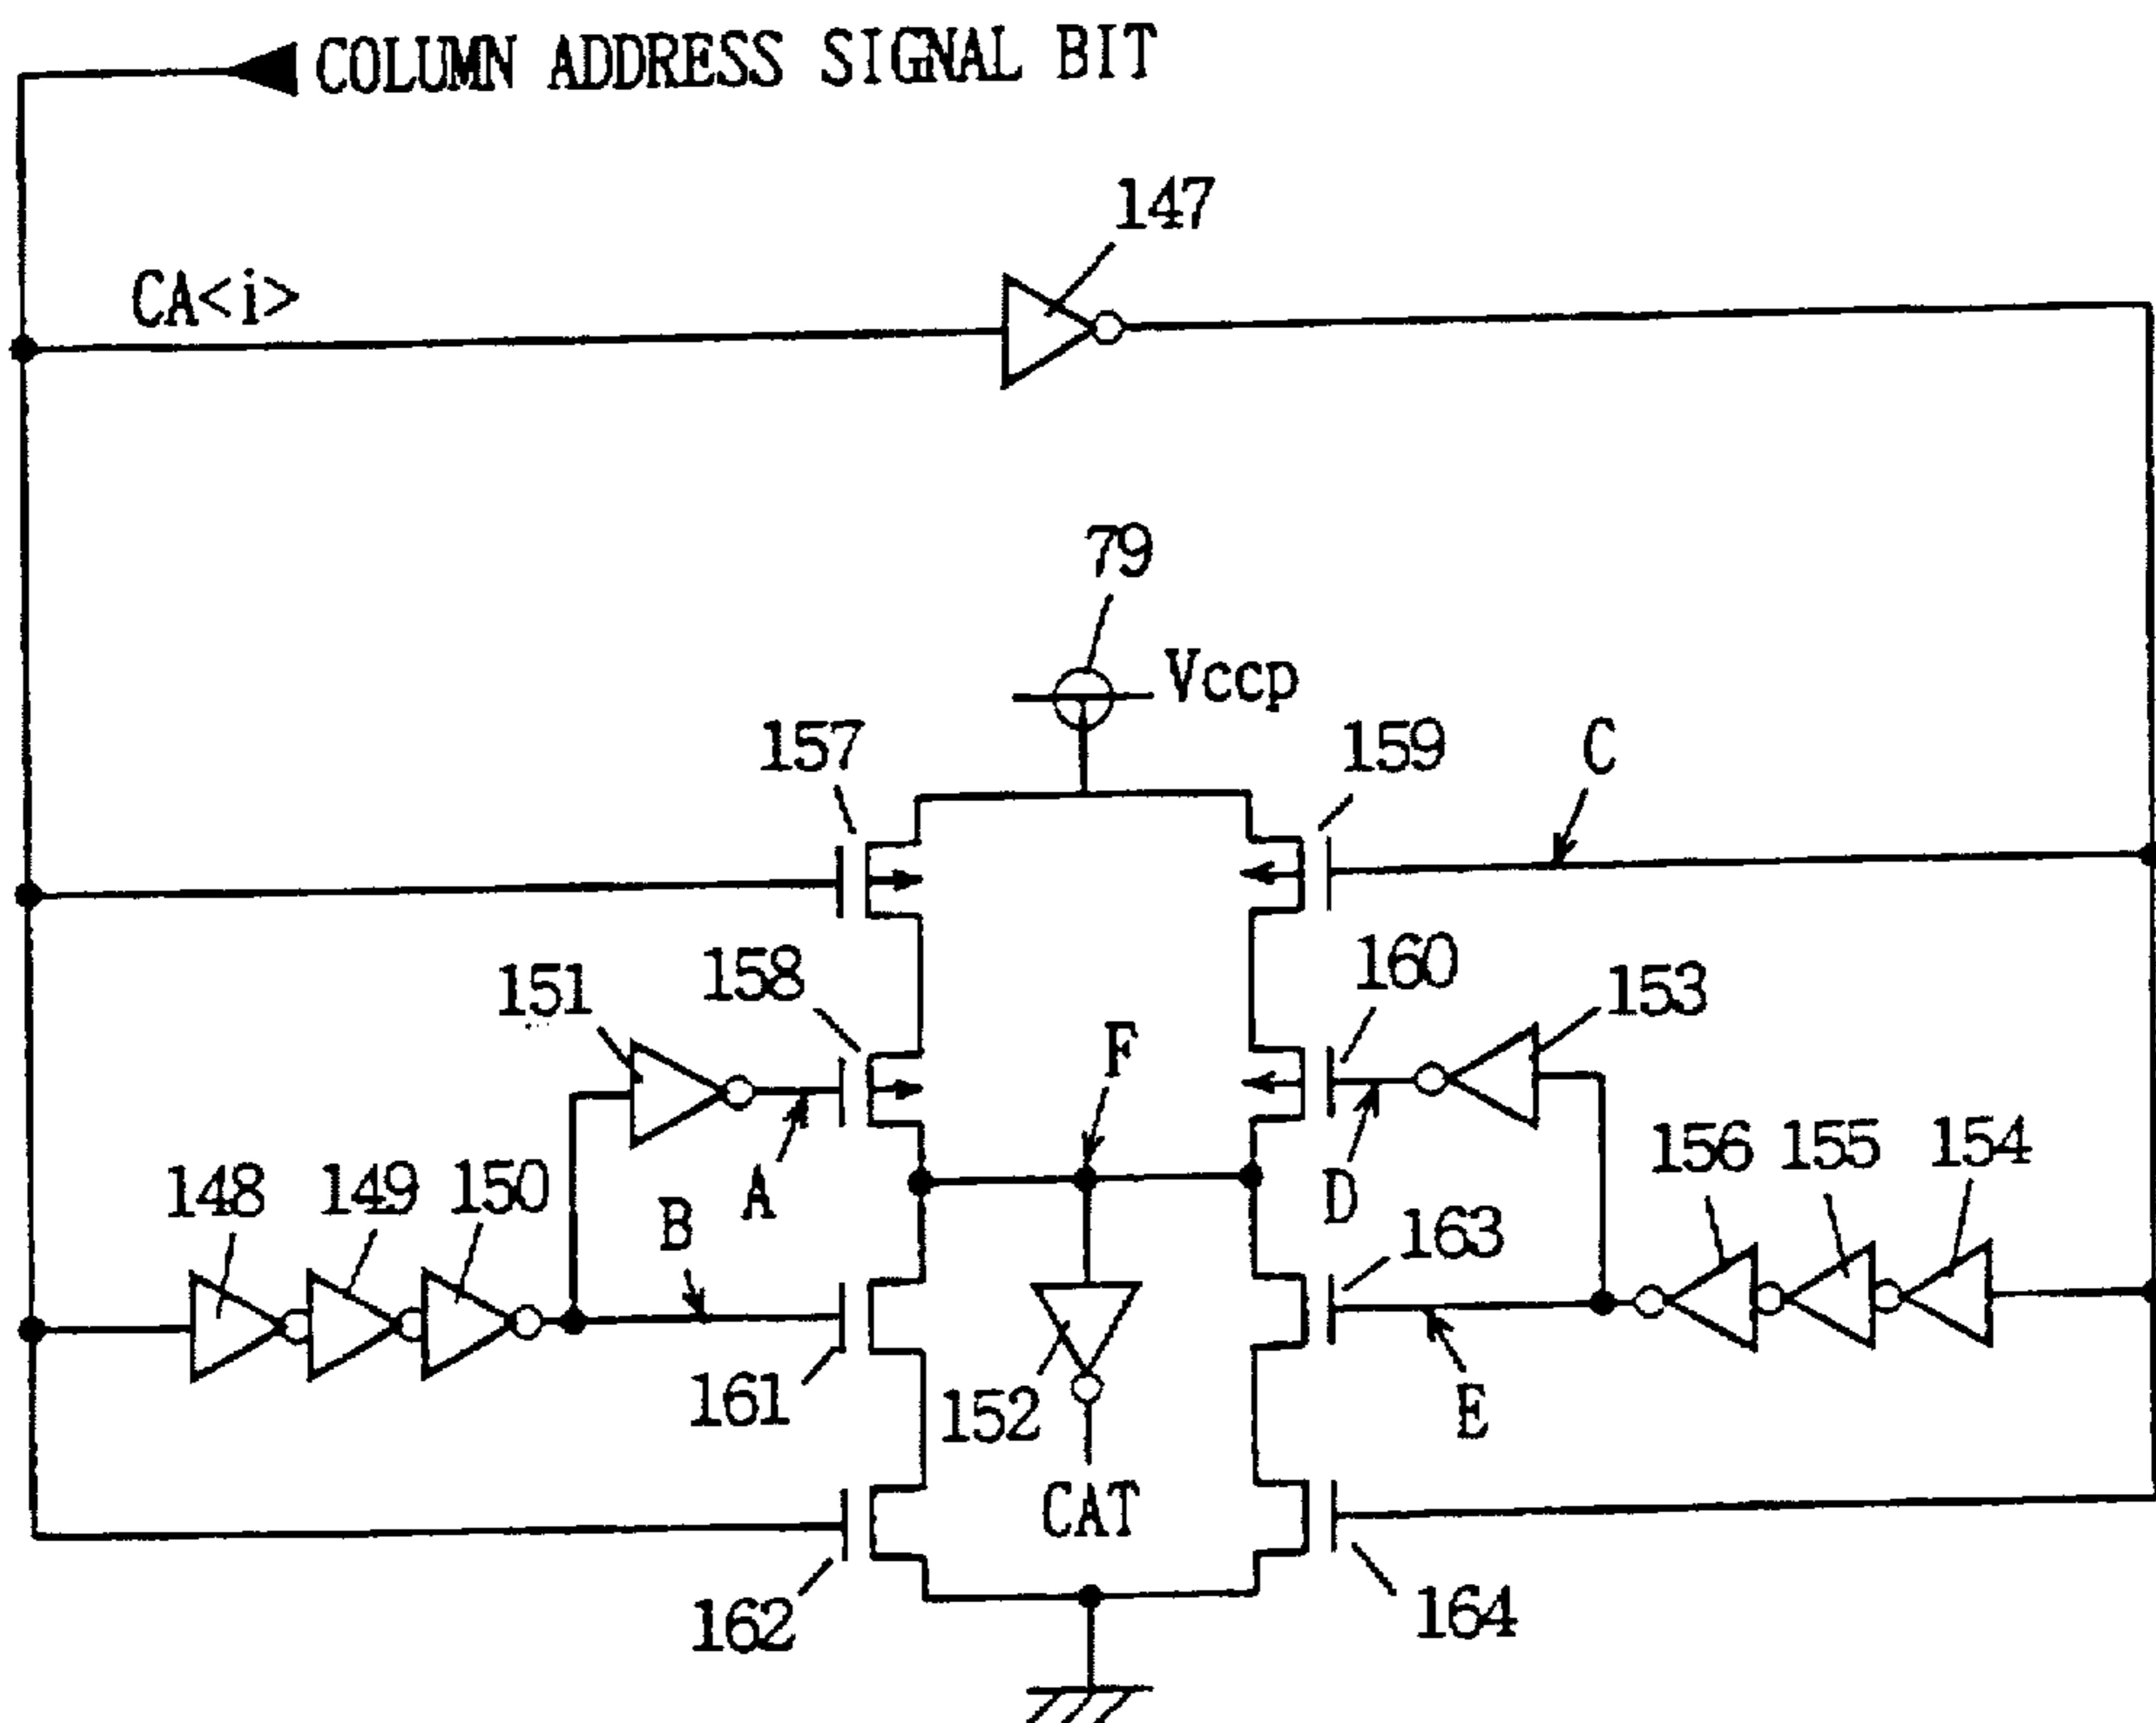 COLUMN ADDRESS SIGNAL BIT
147
CA<i>
79
Vccp
157
159
C
151
158
160
153
F
148
149
150
A
B
D
156
155
154
163
161
152
E
CAT
162
164